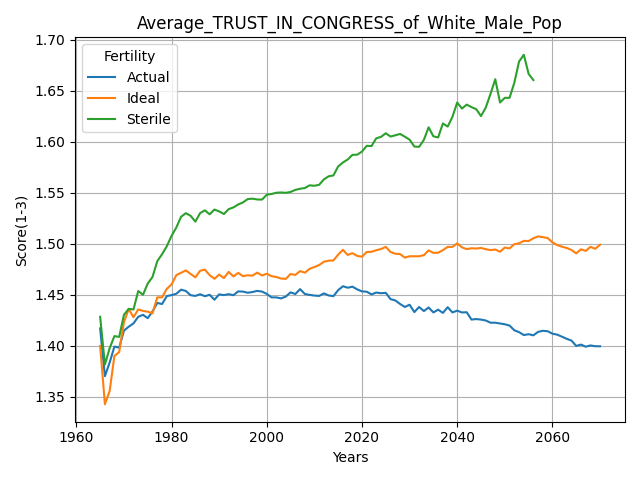 Average_TRUST_IN_CONGRESS_of_White_Male_Pop
Fertility
Actual
Ideal
Sterile
1.70
1.65
1.60
1.55
1.50
1.45
1.40
1.35
Score(1-3)
1960 1980 2000 2020 2040 2060
Years